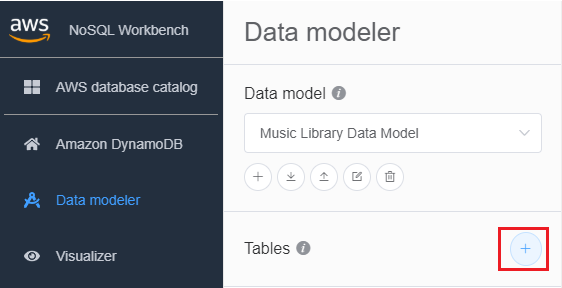 aws NoSQL Workbench
AWS database catalog
Amazon DynamoDB
Data modeler
Visualizer
Data modeler
Data model
Music Library Data Model
Tables